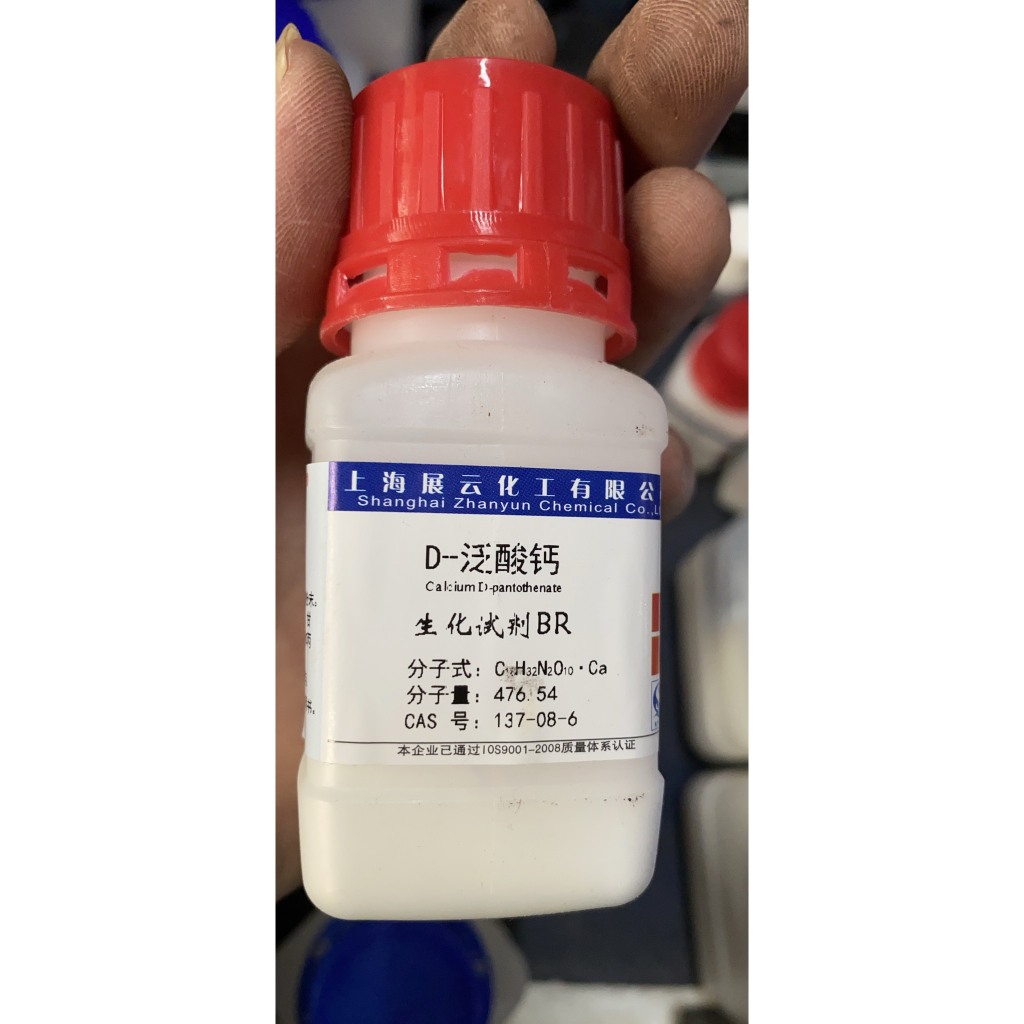 上海展云化工有限公
Shanghai Zhanyun Chemical Co.,L
D--泛酸钙
Calcium D-pantothenate
生化试剂BR
分子式：C₁₈H₃₂N₂O₁₀·Ca
分子量：476.54
CAS 号：137-08-6
本企业已通过IOS9001-2008质量体系认证